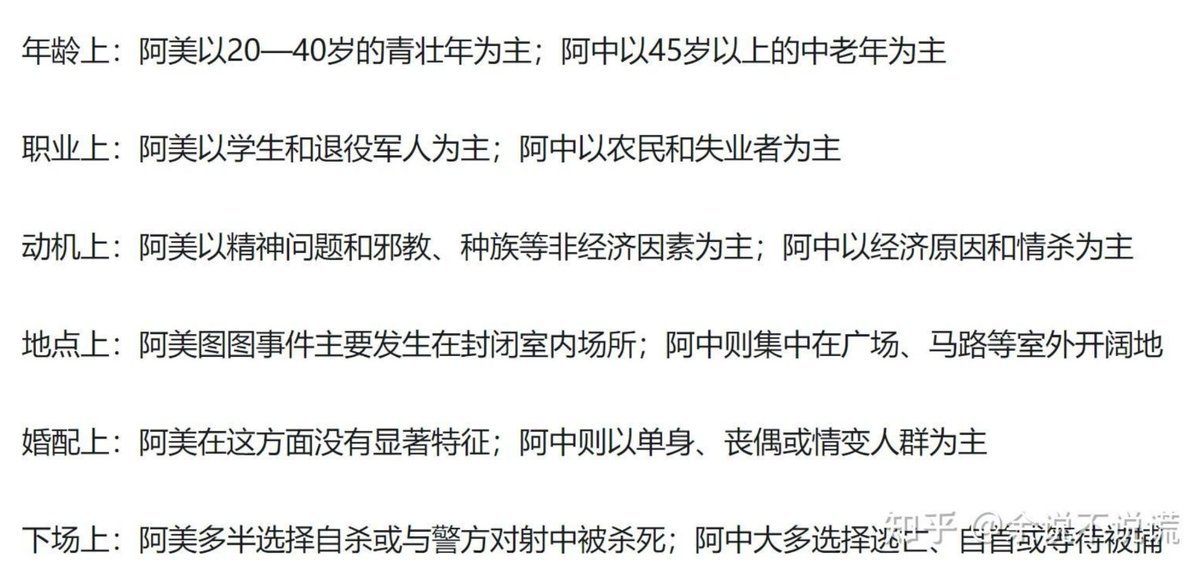 年龄上：阿美以20—40岁的青壮年为主；阿中以45岁以上的中老年为主
职业上：阿美以学生和退役军人为主；阿中以农民和失业者为主
动机上：阿美以精神问题和邪教、种族等非经济因素为主；阿中以经济原因和情杀为主
地点上：阿美图图事件主要发生在封闭室内场所；阿中则集中在广场、马路等室外开阔地
婚配上：阿美在这方面没有显著特征；阿中则以单身、丧偶或情变人群为主
下场上：阿美多半选择自杀或与警方对射中被杀死；阿中大多选择逃亡、自首或等待被捕
知乎 @余说不说谎